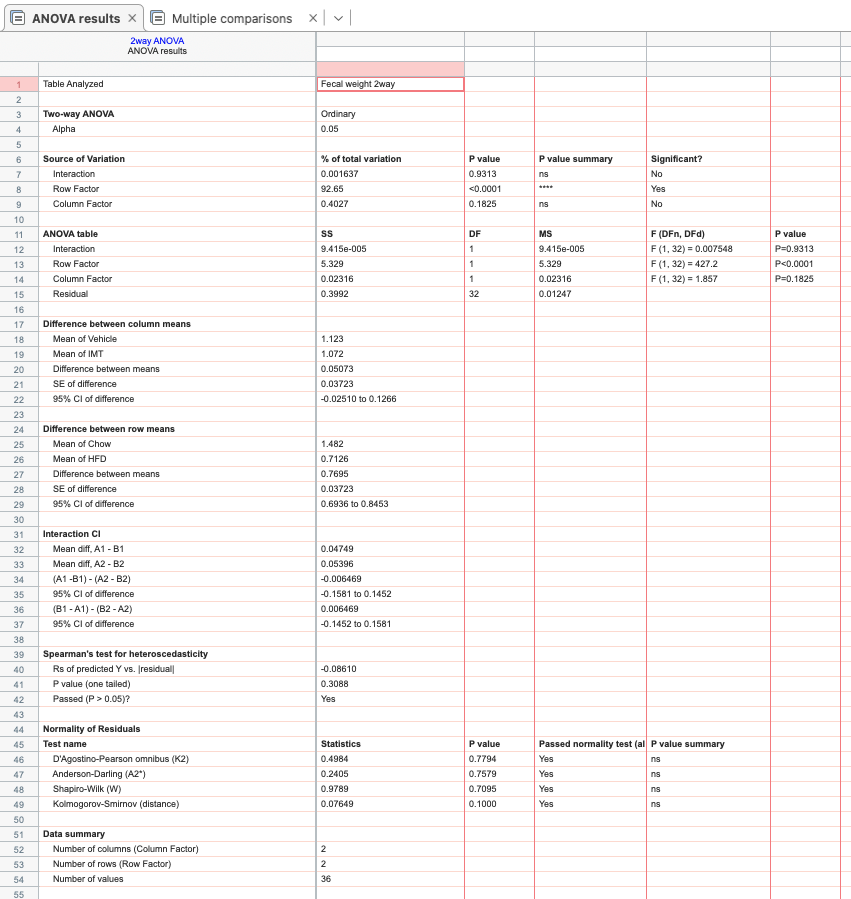 ANOVA results × Multiple comparisons ×
2way ANOVA
ANOVA results
1 Table Analyzed Fecal weight 2way
2
3 Two-way ANOVA Ordinary
4 Alpha 0.05
5
6 Source of Variation % of total variation P value P value summary Significant?
7 Interaction 0.001637 0.9313 ns No
8 Row Factor 92.65 <0.0001 **** Yes
9 Column Factor 0.4027 0.1825 ns No
10
11 ANOVA table SS DF MS F (DFn, DFd) P value
12 Interaction 9.415e-005 1 9.415e-005 F (1, 32) = 0.007548 P=0.9313
13 Row Factor 5.329 1 5.329 F (1, 32) = 427.2 P<0.0001
14 Column Factor 0.02316 1 0.02316 F (1, 32) = 1.857 P=0.1825
15 Residual 0.3992 32 0.01247
16
17 Difference between column means
18 Mean of Vehicle 1.123
19 Mean of IMT 1.072
20 Difference between means 0.05073
21 SE of difference 0.03723
22 95% CI of difference -0.02510 to 0.1266
23
24 Difference between row means
25 Mean of Chow 1.482
26 Mean of HFD 0.7126
27 Difference between means 0.7695
28 SE of difference 0.03723
29 95% CI of difference 0.6936 to 0.8453
30
31 Interaction CI
32 Mean diff, A1 - B1 0.04749
33 Mean diff, A2 - B2 0.05396
34 (A1 -B1) - (A2 - B2) -0.006469
35 95% CI of difference -0.1581 to 0.1452
36 (B1 - A1) - (B2 - A2) 0.006469
37 95% CI of difference -0.1452 to 0.1581
38
39 Spearman's test for heteroscedasticity
40 Rs of predicted Y vs. |residual| -0.08610
41 P value (one tailed) 0.3088
42 Passed (P > 0.05)? Yes
43
44 Normality of Residuals
45 Test name Statistics P value Passed normality test (al P value summary
46 D'Agostino-Pearson omnibus (K2) 0.4984 0.7794 Yes ns
47 Anderson-Darling (A2*) 0.2405 0.7579 Yes ns
48 Shapiro-Wilk (W) 0.9789 0.7095 Yes ns
49 Kolmogorov-Smirnov (distance) 0.07649 0.1000 Yes ns
50
51 Data summary
52 Number of columns (Column Factor) 2
53 Number of rows (Row Factor) 2
54 Number of values 36
55